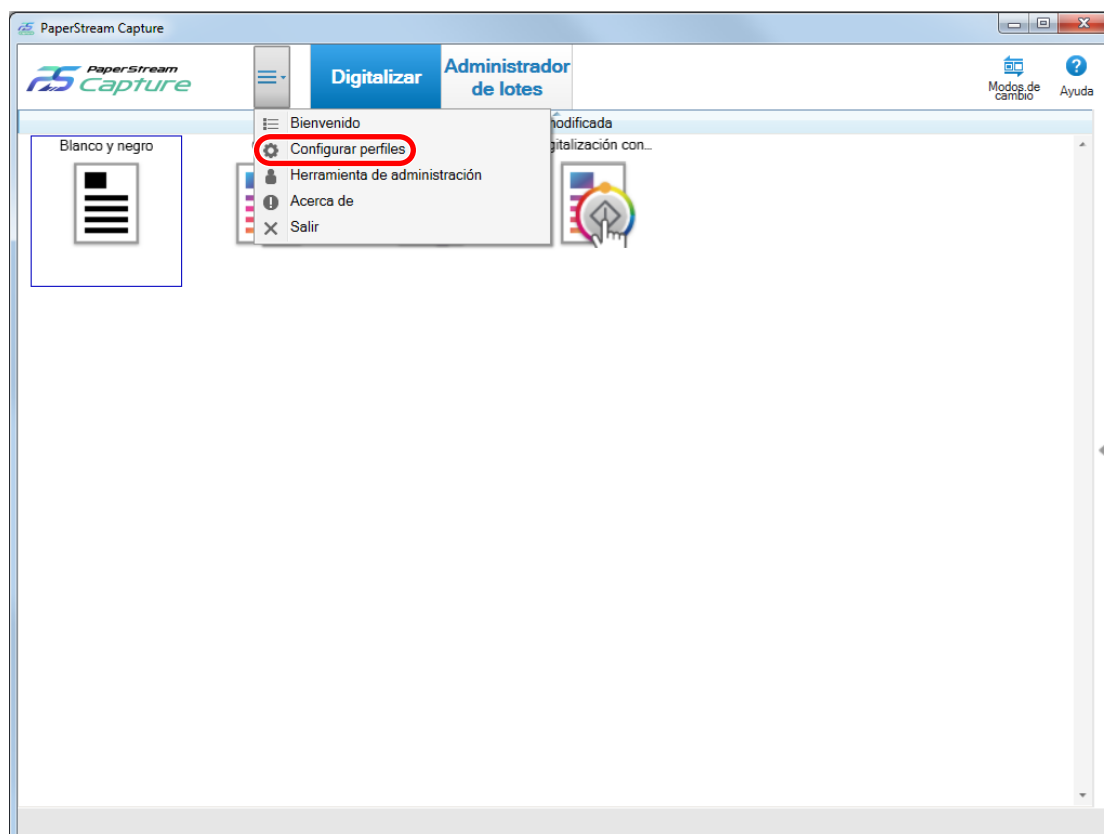 PaperStream Capture
PaperStream
Capture
Digitalizar
Administrador
de lotes
Modos de
cambio
Ayuda
Bienvenido
modificada
Blanco y negro
Configurar perfiles
gitalización con...
Herramienta de administración
Acerca de
Salir